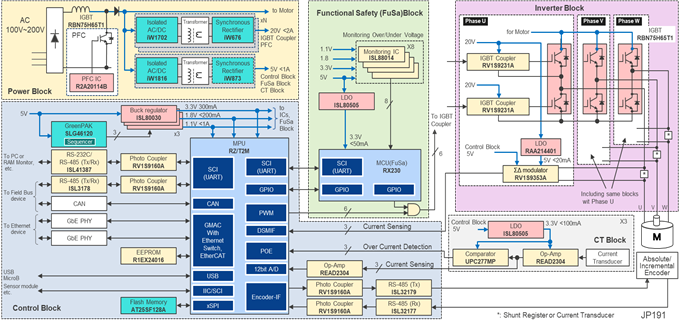 AC
100V~200V
IGBT
RBN75H65T1
PFC
PFC IC
R2A20114B
Power Block
to Motor
xN
Isolated
AC/DC
IW1702
Transformer
Synchronous
Rectifier
IW676
20V <2A
IGBT Coupler
PFC
Isolated
AC/DC
IW1816
Transformer
Synchronous
Rectifier
IW873
5V <1A
Control Block
FuSa Block
CT Block
Functional Safety (FuSa)Block
Monitoring Over/Under Voltage
1.1V
1.8
3.3
5V
Monitoring IC
ISL88014
X8
LDO
ISL80505
3.3V
<50mA
8
SCI
(UART)
MCU(FuSa)
RX230
GPIO
GPIO
6
To IGBT
Coupler
6
Inverter Block
Phase U
Phase V
Phase W
IGBT
RBN75H65T1
20V
for Motor
IGBT Coupler
RV1S9231A
20V
IGBT Coupler
RV1S9231A
LDO
RAA214401
Control Block
5V
5V <20mA
ΣΔ modulator
RV1S9353A
Including same blocks
wit Phase U
*
*
*
U
V
W
M
Absolute/
Incremental
Encoder
5V
Buck regulator
ISL80030
x3
3.3V 300mA
1.8V <200mA
1.1V <1A
to
ICs,
FuSa
Block
GreenPAK
SLG46120
Sequencer
3
MPU
RZ/T2M
To PC or
RAM Monitor,
etc.
RS-232C/
RS-485 (Tx/Rx)
ISL41387
Photo Coupler
RV1S9160A
RS-485 (Tx/Rx)
ISL3178
Photo Coupler
RV1S9160A
To Field Bus
device
CAN
To Ethernet
device
GbE PHY
GbE PHY
EEPROM
R1EX24016
USB
MicroB
Sensor module
etc.
Flash Memory
AT25SF128A
Control Block
SCI
(UART)
SCI
(UART)
GPIO
CAN
PWM
GMAC
With
Ethernet
Switch,
EtherCAT
DSMIF
POE
12bit A/D
USB
IIC/SCI
Encoder-IF
xSPI
3
Current Sensing
3
Over Current Detection
3
Current Sensing
Op-Amp
READ2304
Photo Coupler
RV1S9160A
RS-485 (Tx)
ISL32179
Photo Coupler
RV1S9160A
RS-485 (Rx)
ISL32177
Control Block
5V
LDO
ISL80505
3.3V <100mA
X3
CT Block
Comparator
UPC277MP
Op-Amp
READ2304
Current
Transducer
*: Shunt Register or Current Transducer
JP191